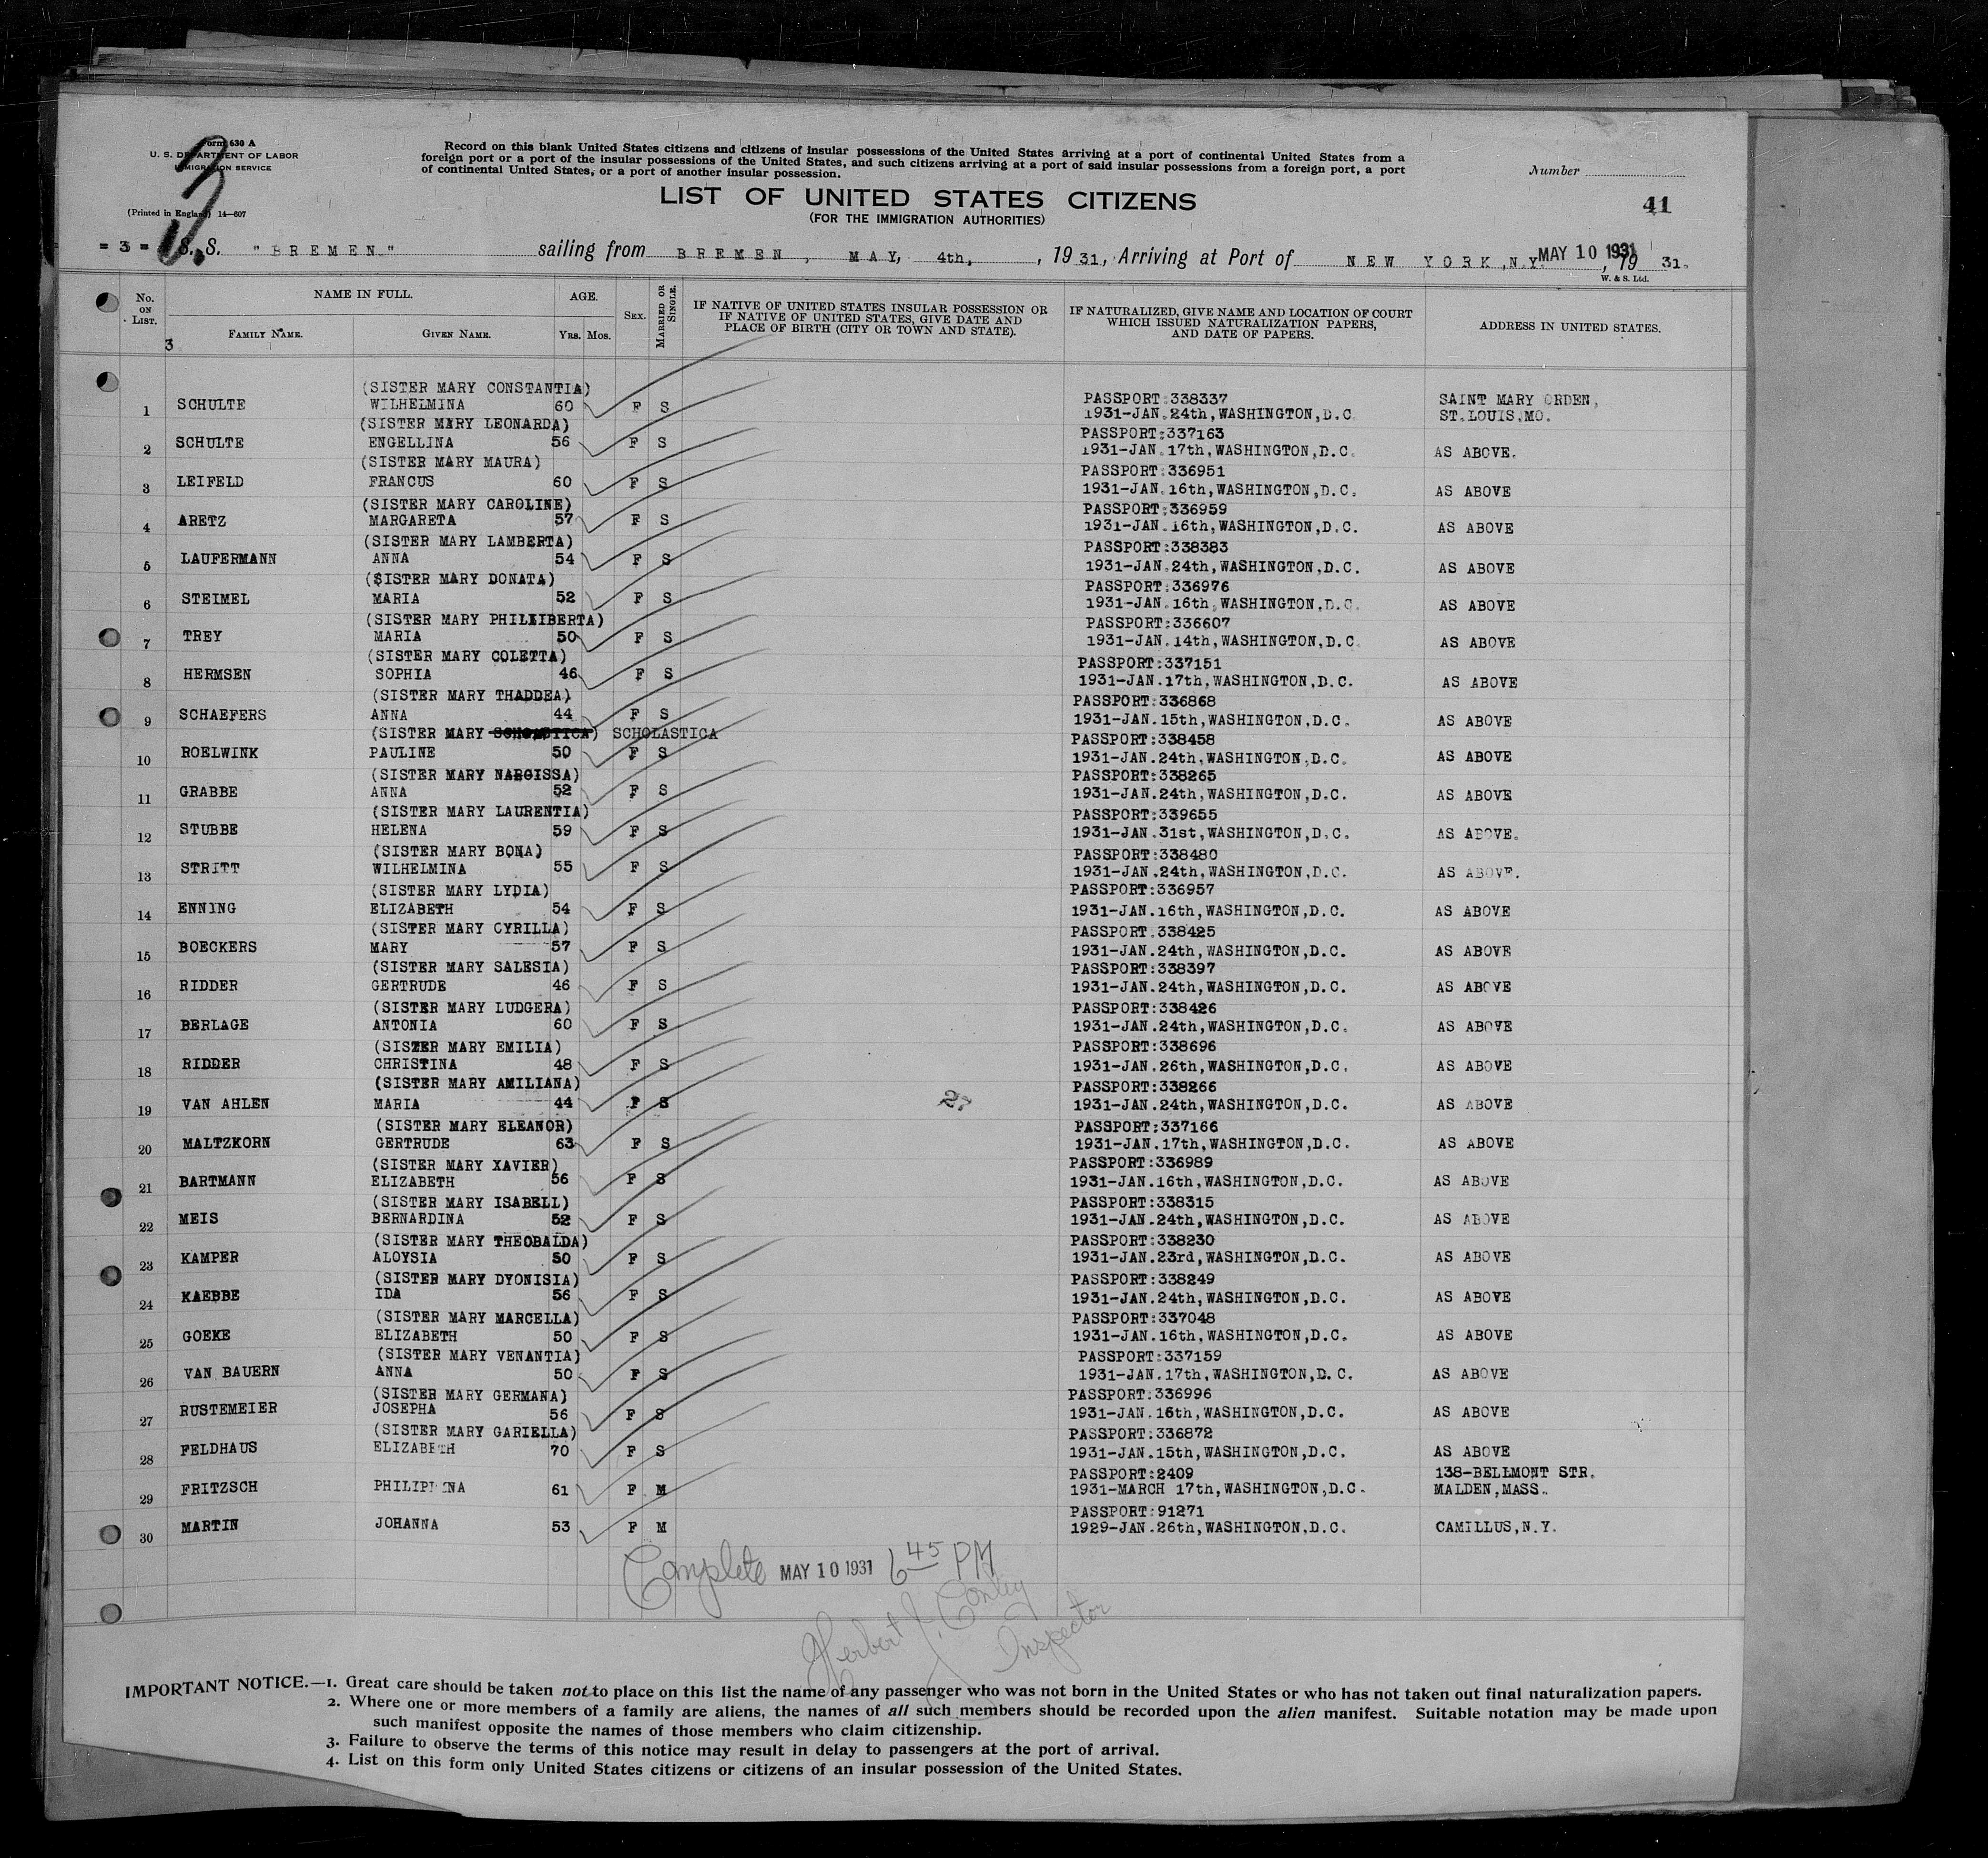 Form 630 A
U. S. DEPARTMENT OF LABOR
IMMIGRATION SERVICE
(Printed in England) 14—607
Record on this blank United States citizens and citizens of insular possessions of the United States arriving at a port of continental United States from a
foreign port or a port of the insular possessions of the United States, and such citizens arriving at a port of said insular possessions from a foreign port, a port
of continental United States, or a port of another insular possession.
Number
LIST OF UNITED STATES CITIZENS
(FOR THE IMMIGRATION AUTHORITIES)
41
= 3 = S. S. "BREMEN" sailing from BREMEN, MAY, 4th, , 19 31, Arriving at Port of NEW YORK, N.Y. MAY 10 1931, 19 31.
W. & S. Ltd.
No. ON LIST. NAME IN FULL. AGE. SEX. MARRIED OR SINGLE. IF NATIVE OF UNITED STATES INSULAR POSSESSION OR IF NATIVE OF UNITED STATES, GIVE DATE AND PLACE OF BIRTH (CITY OR TOWN AND STATE). IF NATURALIZED, GIVE NAME AND LOCATION OF COURT WHICH ISSUED NATURALIZATION PAPERS, AND DATE OF PAPERS. ADDRESS IN UNITED STATES.
FAMILY NAME. GIVEN NAME. Yrs. Mos.
3
(SISTER MARY CONSTANTIA) PASSPORT:338337 SAINT MARY ORDEN,
1 SCHULTE WILHELMINA 60 F S 1931-JAN.24th,WASHINGTON,D.C ST.LOUIS,MO.
(SISTER MARY LEONARDA) PASSPORT:337163
2 SCHULTE ENGELLINA 56 F S 1931-JAN.17th,WASHINGTON,D.C. AS ABOVE.
(SISTER MARY MAURA) PASSPORT:336951
3 LEIFELD FRANCUS 60 F S 1931-JAN.16th,WASHINGTON,D.C. AS ABOVE
(SISTER MARY CAROLINE) PASSPORT:336959
4 ARETZ MARGARETA 57 F S 1931-JAN.16th,WASHINGTON,D.C. AS ABOVE
(SISTER MARY LAMBERTA) PASSPORT:338383
5 LAUFERMANN ANNA 54 F S 1931-JAN.24th,WASHINGTON,D.C. AS ABOVE
(SISTER MARY DONATA) PASSPORT:336976
6 STEIMEL MARIA 52 F S 1931-JAN.16th,WASHINGTON,D.C. AS ABOVE
(SISTER MARY PHILIIBERTA) PASSPORT:336607
7 TREY MARIA 50 F S 1931-JAN.14th,WASHINGTON,D.C. AS ABOVE
(SISTER MARY COLETTA) PASSPORT:337151
8 HERMSEN SOPHIA 46 F S 1931-JAN.17th,WASHINGTON,D.C. AS ABOVE
(SISTER MARY THADDEA) PASSPORT:336868
9 SCHAEFERS ANNA 44 F S 1931-JAN.15th,WASHINGTON,D.C. AS ABOVE
(SISTER MARY SCHOLASTICA) SCHOLASTICA PASSPORT:338458
10 ROELWINK PAULINE 50 F S 1931-JAN.24th,WASHINGTON,D.C. AS ABOVE
(SISTER MARY NARGISSA) PASSPORT:338265
11 GRABBE ANNA 52 F S 1931-JAN.24th,WASHINGTON,D.C. AS ABOVE
(SISTER MARY LAURENTIA) PASSPORT:339655
12 STUBBE HELENA 59 F S 1931-JAN.31st,WASHINGTON,D.C. AS ABOVE.
(SISTER MARY BONA) PASSPORT:338480
13 STRITT WILHELMINA 55 F S 1931-JAN.24th,WASHINGTON,D.C. AS ABOVE.
(SISTER MARY LYDIA) PASSPORT:336957
14 ENNING ELIZABETH 54 F S 1931-JAN.16th,WASHINGTON,D.C. AS ABOVE
(SISTER MARY CYRILLA) PASSPORT.338425
15 BOECKERS MARY 57 F S 1931-JAN.24th,WASHINGTON,D.C. AS ABOVE
(SISTER MARY SALESIA) PASSPORT:338397
16 RIDDER GERTRUDE 46 F S 1931-JAN.24th,WASHINGTON,D.C. AS ABOVE
(SISTER MARY LUDGERA) PASSPORT:338426
17 BERLAGE ANTONIA 60 F S 1931-JAN.24th,WASHINGTON,D.C. AS ABOVE
(SISTER MARY EMILIA) PASSPORT:338696
18 RIDDER CHRISTINA 48 F S 1931-JAN.26th,WASHINGTON,D.C. AS ABOVE
(SISTER MARY AMILIANA) PASSPORT:338266
19 VAN AHLEN MARIA 44 F S 27 1931-JAN.24th,WASHINGTON,D.C. AS ABOVE
(SISTER MARY ELEANOR) PASSPORT:337166
20 MALTZKORN GERTRUDE 63 F S 1931-JAN.17th,WASHINGTON,D.C. AS ABOVE
(SISTER MARY XAVIER) PASSPORT:336989
21 BARTMANN ELIZABETH 56 F S 1931-JAN.16th,WASHINGTON,D.C. AS ABOVE
(SISTER MARY ISABELL) PASSPORT:338315
22 MEIS BERNARDINA 52 F S 1931-JAN.24th,WASHINGTON,D.C. AS ABOVE
(SISTER MARY THEOBALDA) PASSPORT:338230
23 KAMPER ALOYSIA 50 F S 1931-JAN.23rd,WASHINGTON,D.C. AS ABOVE
(SISTER MARY DYONISIA) PASSPORT:338249
24 KAEBBE IDA 56 F S 1931-JAN.24th,WASHINGTON,D.C. AS ABOVE
(SISTER MARY MARCELLA) PASSPORT:337048
25 GOEKE ELIZABETH 50 F S 1931-JAN.16th,WASHINGTON,D.C. AS ABOVE
(SISTER MARY VENANTIA) PASSPORT:337159
26 VAN BAUERN ANNA 50 F S 1931-JAN.17th,WASHINGTON,D.C. AS ABOVE
(SISTER MARY GERMANA) PASSPORT:336996
27 RUSTEMEIER JOSEPHA 56 F S 1931-JAN.16th,WASHINGTON,D.C. AS ABOVE
(SISTER MARY GARIELLA) PASSPORT:336872
28 FELDHAUS ELIZABETH 70 F S 1931-JAN.15th,WASHINGTON,D.C. AS ABOVE
PASSPORT:2409 138-BELLMONT STR.
29 FRITZSCH PHILIPPINA 61 F M 1931-MARCH 17th,WASHINGTON,D.C. MALDEN,MASS.
PASSPORT:91271
30 MARTIN JOHANNA 53 F M 1929-JAN.26th,WASHINGTON,D.C. CAMILLUS,N.Y.
Complete MAY 10 1931 6 45 PM
Herbert J. Conley
Inspector
IMPORTANT NOTICE.—1. Great care should be taken not to place on this list the name of any passenger who was not born in the United States or who has not taken out final naturalization papers.
2. Where one or more members of a family are aliens, the names of all such members should be recorded upon the alien manifest. Suitable notation may be made upon
such manifest opposite the names of those members who claim citizenship.
3. Failure to observe the terms of this notice may result in delay to passengers at the port of arrival.
4. List on this form only United States citizens or citizens of an insular possession of the United States.